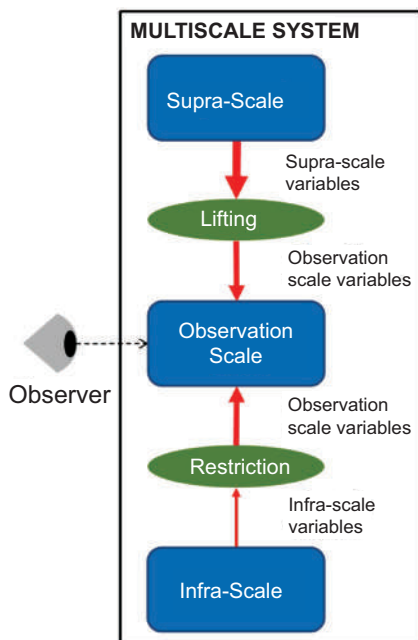 MULTISCALE SYSTEM
Supra-Scale
Supra-scale
variables
Lifting
Observation
scale variables
Observation
Scale
Observer
Observation
scale variables
Restriction
Infra-scale
variables
Infra-Scale